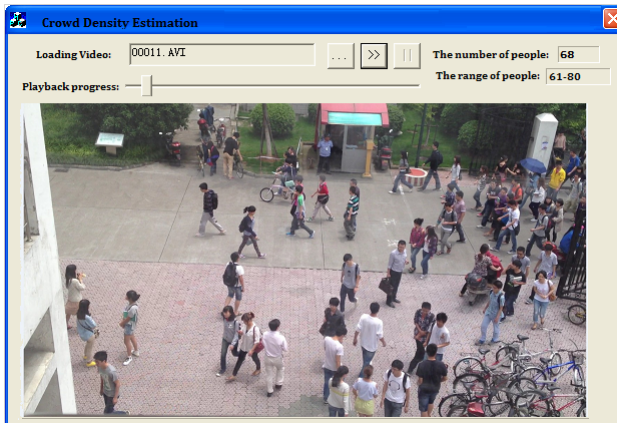 Crowd Density Estimation
Loading Video: 00011.AVI ... >> || The number of people: 68
The range of people: 61-80
Playback progress: